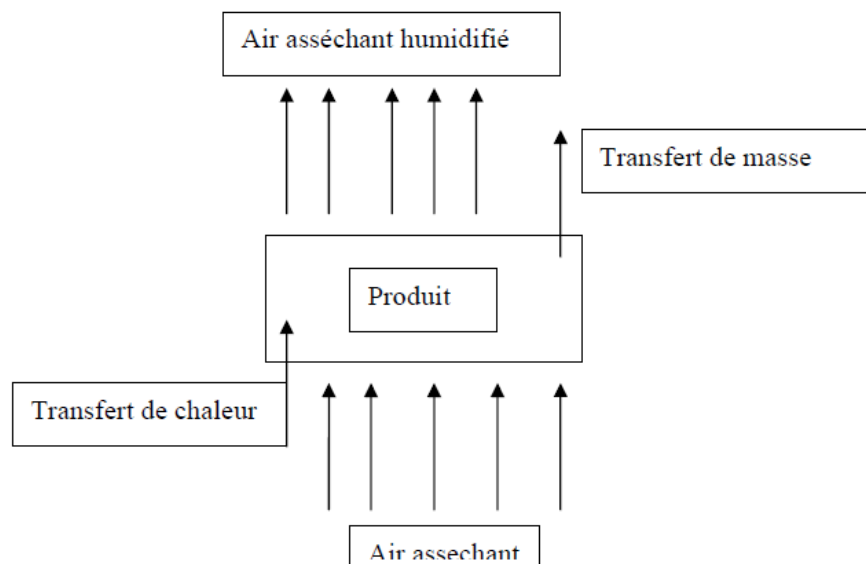 Air asséchant humidifié
Transfert de masse
Produit
Transfert de chaleur
Air assechant